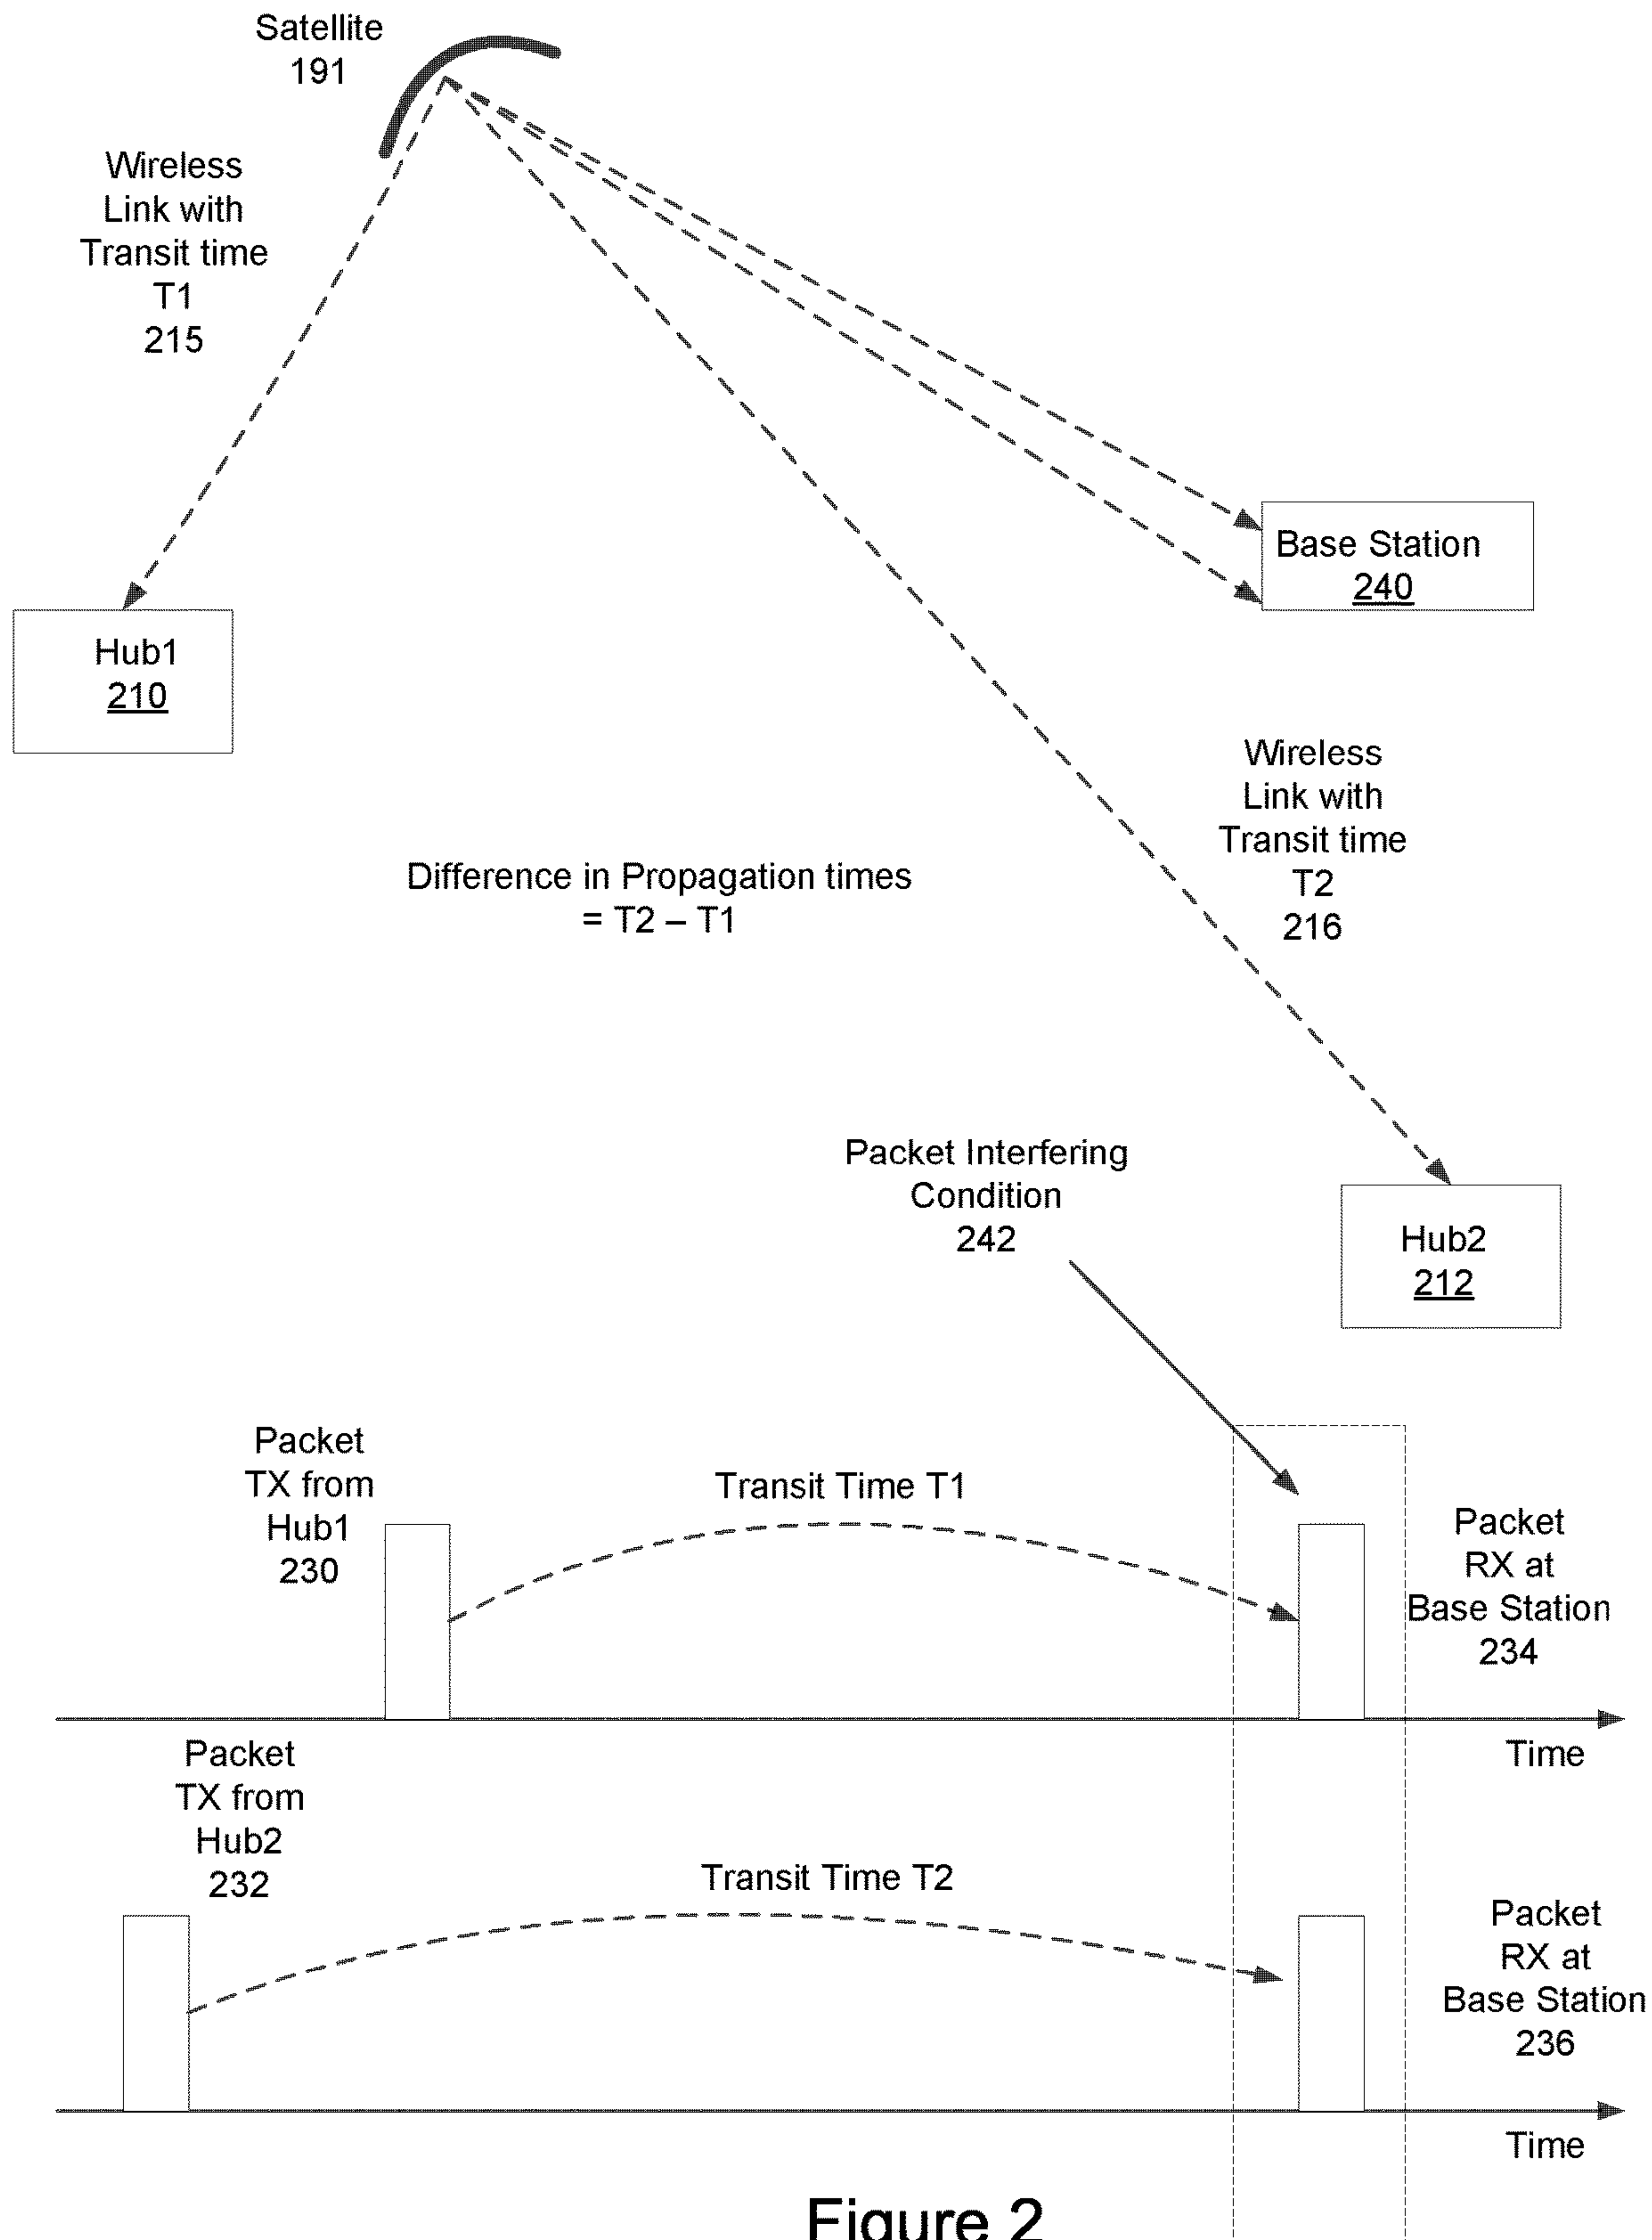 Satellite
191
Wireless
Link with
Transit time
T1
215
Base Station
240
Hub1
210
Wireless
Link with
Transit time
T2
216
Difference in Propagation times
= T2 – T1
Packet Interfering
Condition
242
Hub2
212
Packet
TX from
Hub1
230
Transit Time T1
Packet
RX at
Base Station
234
Time
Packet
TX from
Hub2
232
Transit Time T2
Packet
RX at
Base Station
236
Time
Figure 2